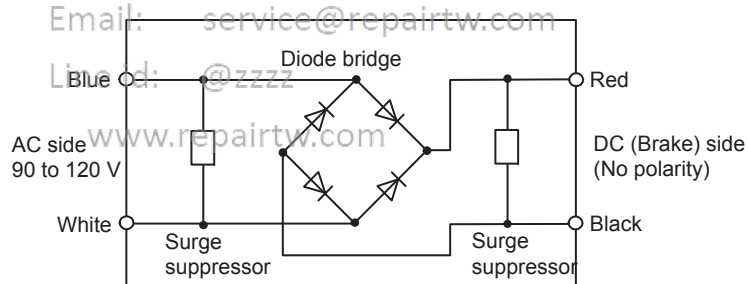 Email: service@repairtw.com
Diode bridge
Line id: @zzzz
Blue
Red
www.repairtw.com
AC side
90 to 120 V
DC (Brake) side
(No polarity)
White
Black
Surge
suppressor
Surge
suppressor